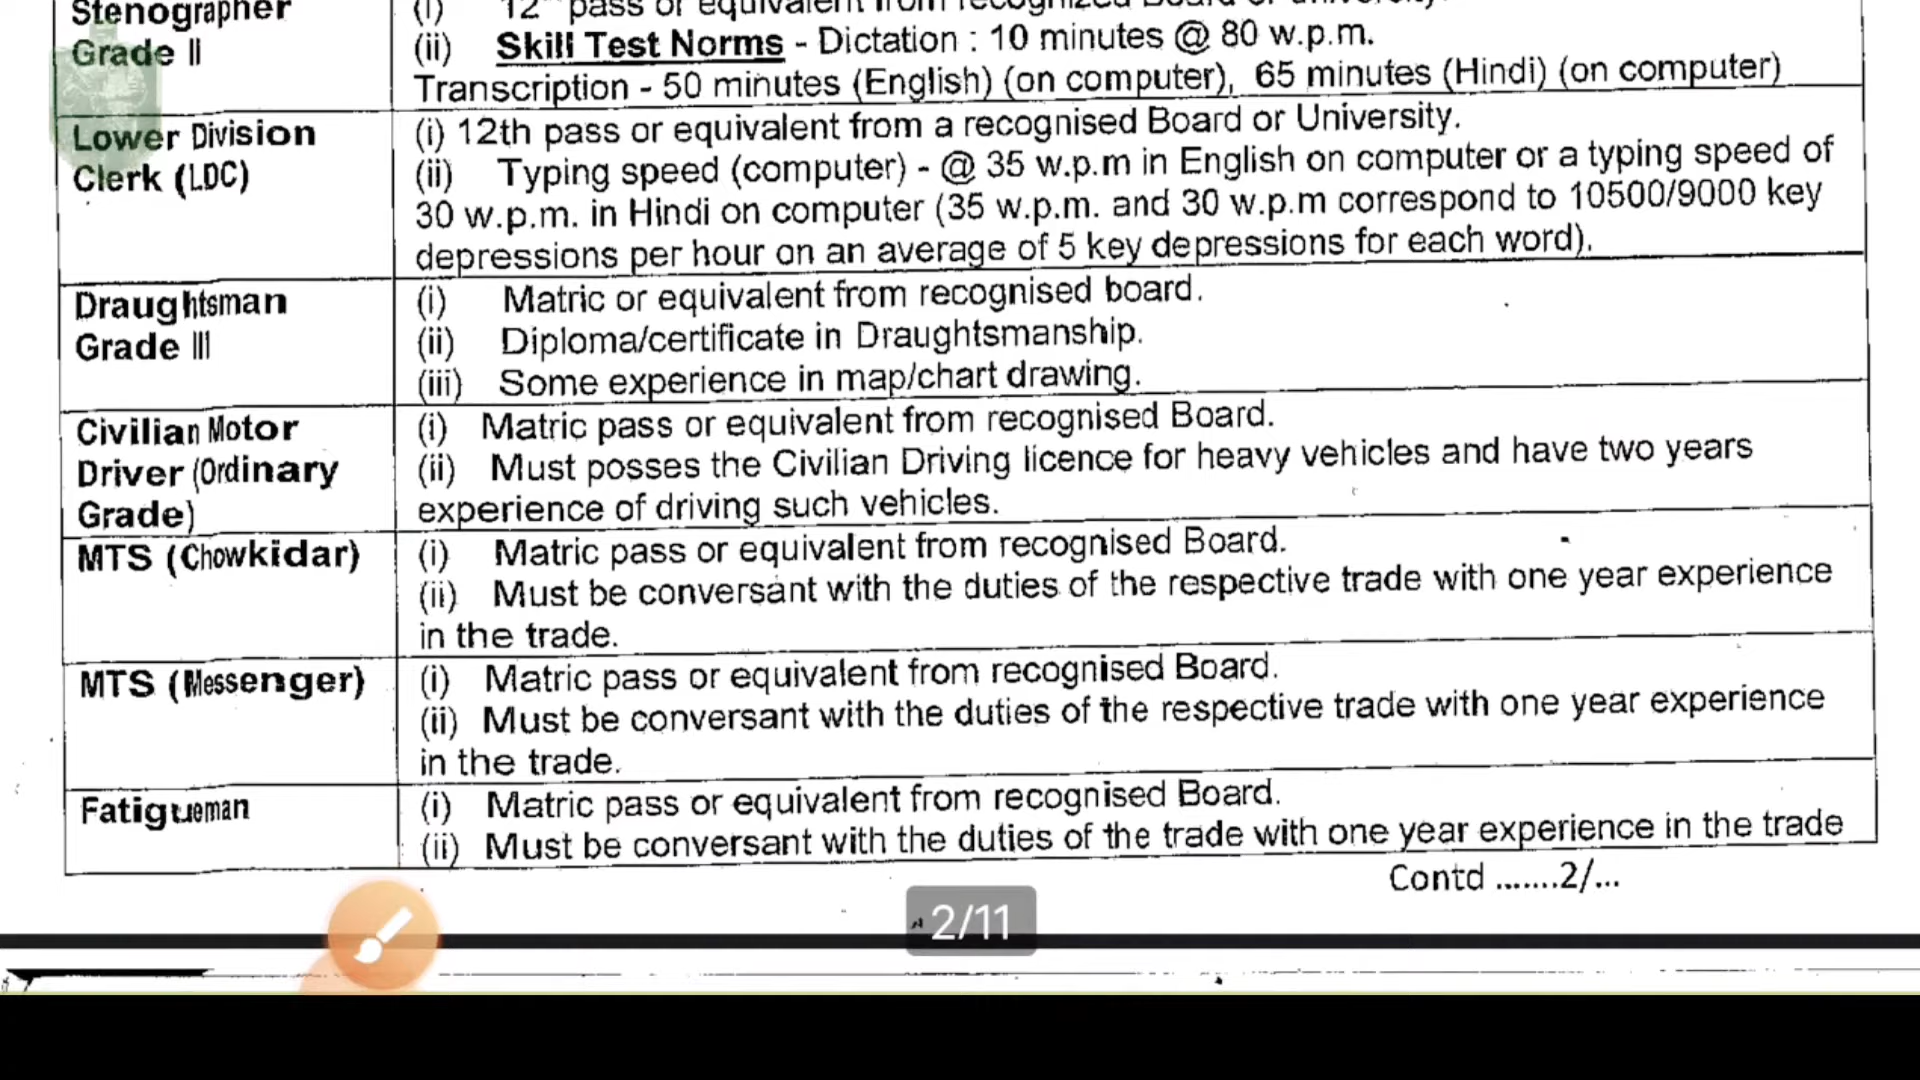 Stenographer
Grade II
(i) 12th pass or equivalent from recognized Board or university.
(ii) Skill Test Norms - Dictation : 10 minutes @ 80 w.p.m.
Transcription - 50 minutes (English) (on computer), 65 minutes (Hindi) (on computer)
Lower Division
Clerk (LDC)
(i) 12th pass or equivalent from a recognised Board or University.
(ii) Typing speed (computer) - @ 35 w.p.m in English on computer or a typing speed of
30 w.p.m. in Hindi on computer (35 w.p.m. and 30 w.p.m correspond to 10500/9000 key
depressions per hour on an average of 5 key depressions for each word).
Draughtsman
Grade III
(i) Matric or equivalent from recognised board.
(ii) Diploma/certificate in Draughtsmanship.
(iii) Some experience in map/chart drawing.
Civilian Motor
Driver (Ordinary
Grade)
(i) Matric pass or equivalent from recognised Board.
(ii) Must posses the Civilian Driving licence for heavy vehicles and have two years
experience of driving such vehicles.
MTS (Chowkidar)
(i) Matric pass or equivalent from recognised Board.
(ii) Must be conversant with the duties of the respective trade with one year experience
in the trade.
MTS (Messenger)
(i) Matric pass or equivalent from recognised Board.
(ii) Must be conversant with the duties of the respective trade with one year experience
in the trade.
Fatigueman
(i) Matric pass or equivalent from recognised Board.
(ii) Must be conversant with the duties of the trade with one year experience in the trade
Contd .......2/...
2/11